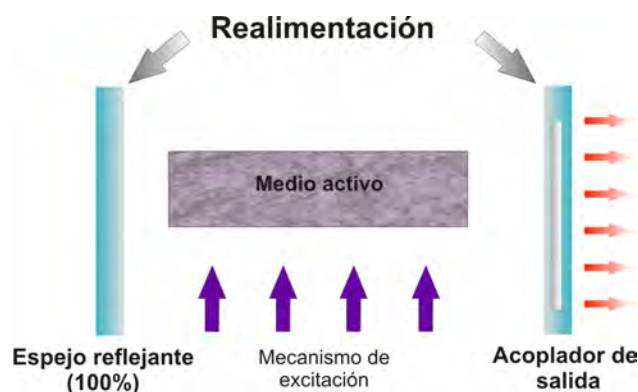 Realimentación
Medio activo
Espejo reflejante
(100%)
Mecanismo de
excitación
Acoplador de
salida